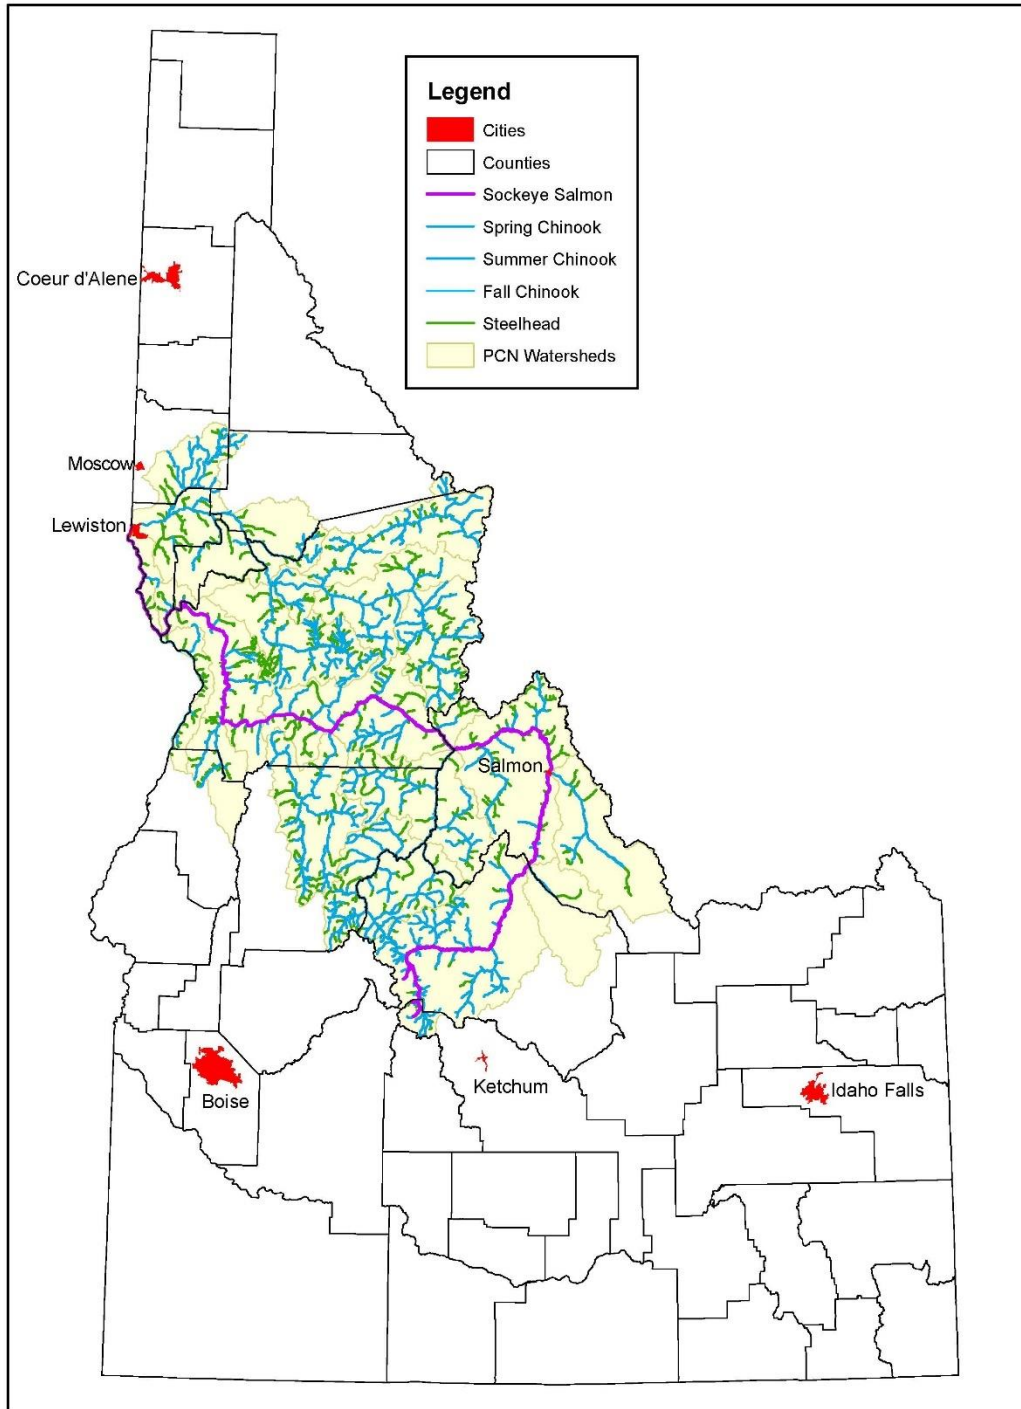 Legend
Cities
Counties
Sockeye Salmon
Spring Chinook
Summer Chinook
Fall Chinook
Steelhead
PCN Watersheds
Coeur d'Alene
Moscow
Lewiston
Salmon
Ketchum
Boise
Idaho Falls